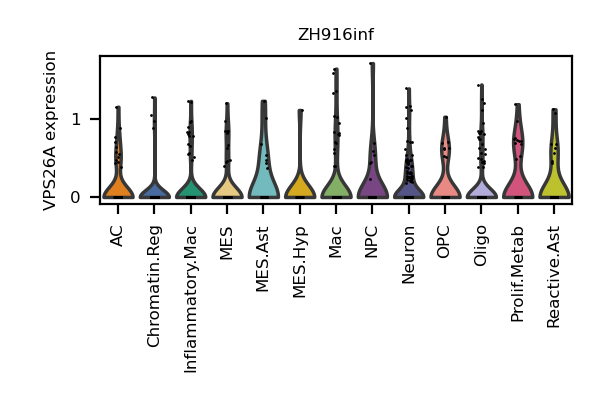 ZH916inf
VPS26A expression
1
0
AC
Chromatin.Reg
Inflammatory.Mac
MES
MES.Ast
MES.Hyp
Mac
NPC
Neuron
OPC
Oligo
Prolif.Metab
Reactive.Ast